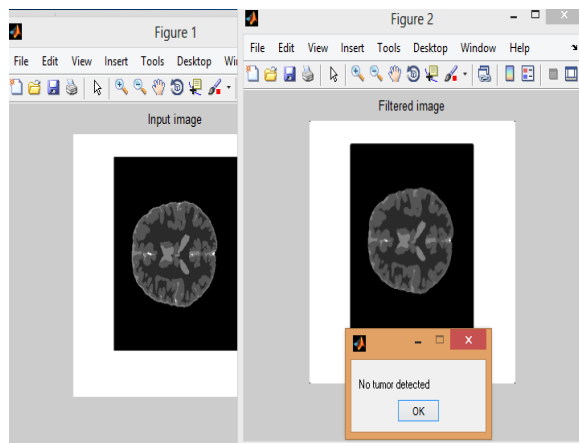 Figure 1
File Edit View Insert Tools Desktop
Input image
Figure 2
File Edit View Insert Tools Desktop Window Help
Filtered image
No tumor detected
OK